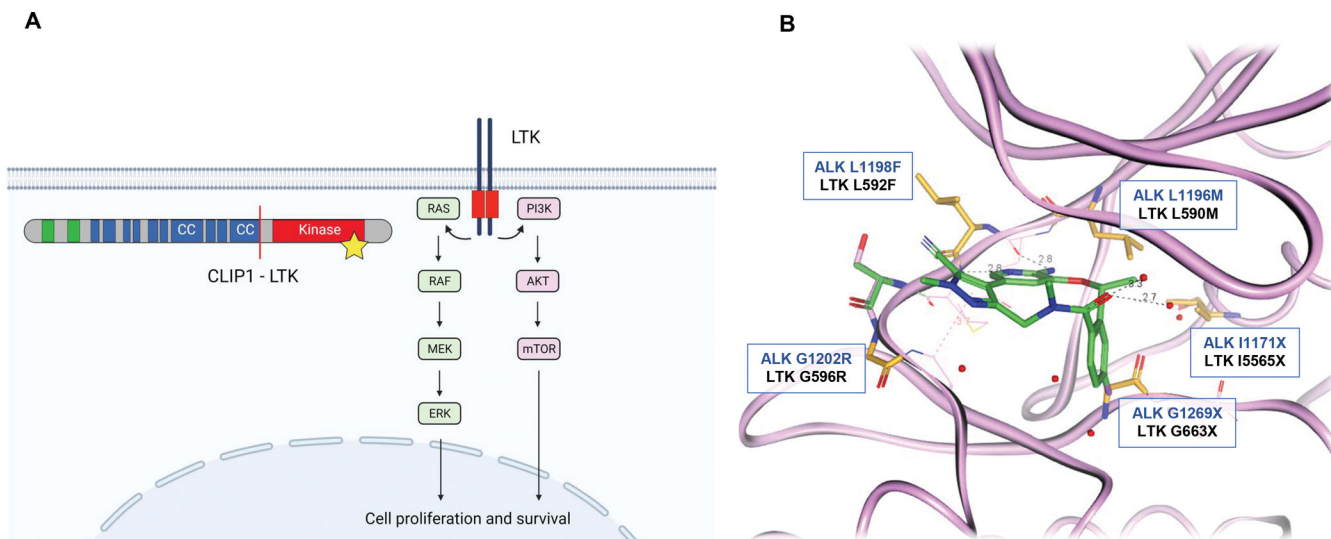 A
LTK
RAS
PI3K
CC
CC
Kinase
CLIP1 - LTK
RAF
AKT
MEK
mTOR
ERK
Cell proliferation and survival
B
ALK L1198F
LTK L592F
ALK L1196M
LTK L590M
2.8
2.8
3.3
2.7
ALK G1202R
LTK G596R
ALK I1171X
LTK I5565X
ALK G1269X
LTK G663X